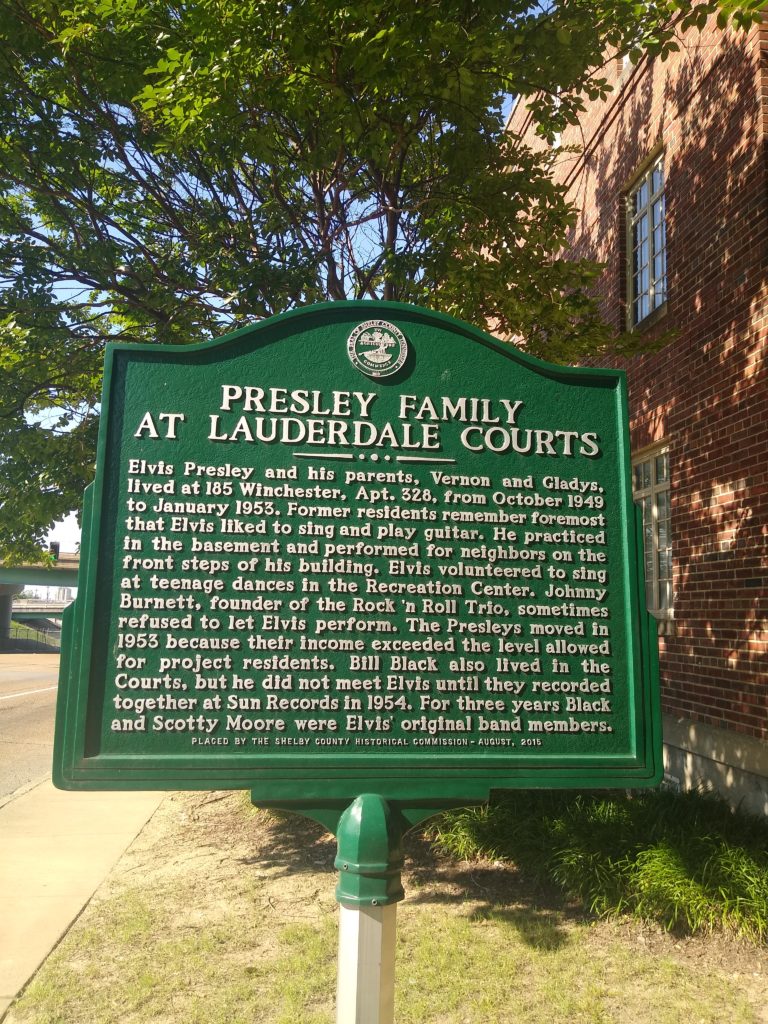 PRESLEY FAMILY
AT LAUDERDALE COURTS
Elvis Presley and his parents, Vernon and Gladys,
lived at 185 Winchester, Apt. 328, from October 1949
to January 1953. Former residents remember foremost
that Elvis liked to sing and play guitar. He practiced
in the basement and performed for neighbors on the
front steps of his building. Elvis volunteered to sing
at teenage dances in the Recreation Center. Johnny
Burnett, founder of the Rock 'n Roll Trio, sometimes
refused to let Elvis perform. The Presleys moved in
1953 because their income exceeded the level allowed
for project residents. Bill Black also lived in the
Courts, but he did not meet Elvis until they recorded
together at Sun Records in 1954. For three years Black
and Scotty Moore were Elvis' original band members.
PLACED BY THE SHELBY COUNTY HISTORICAL COMMISSION - AUGUST, 2015